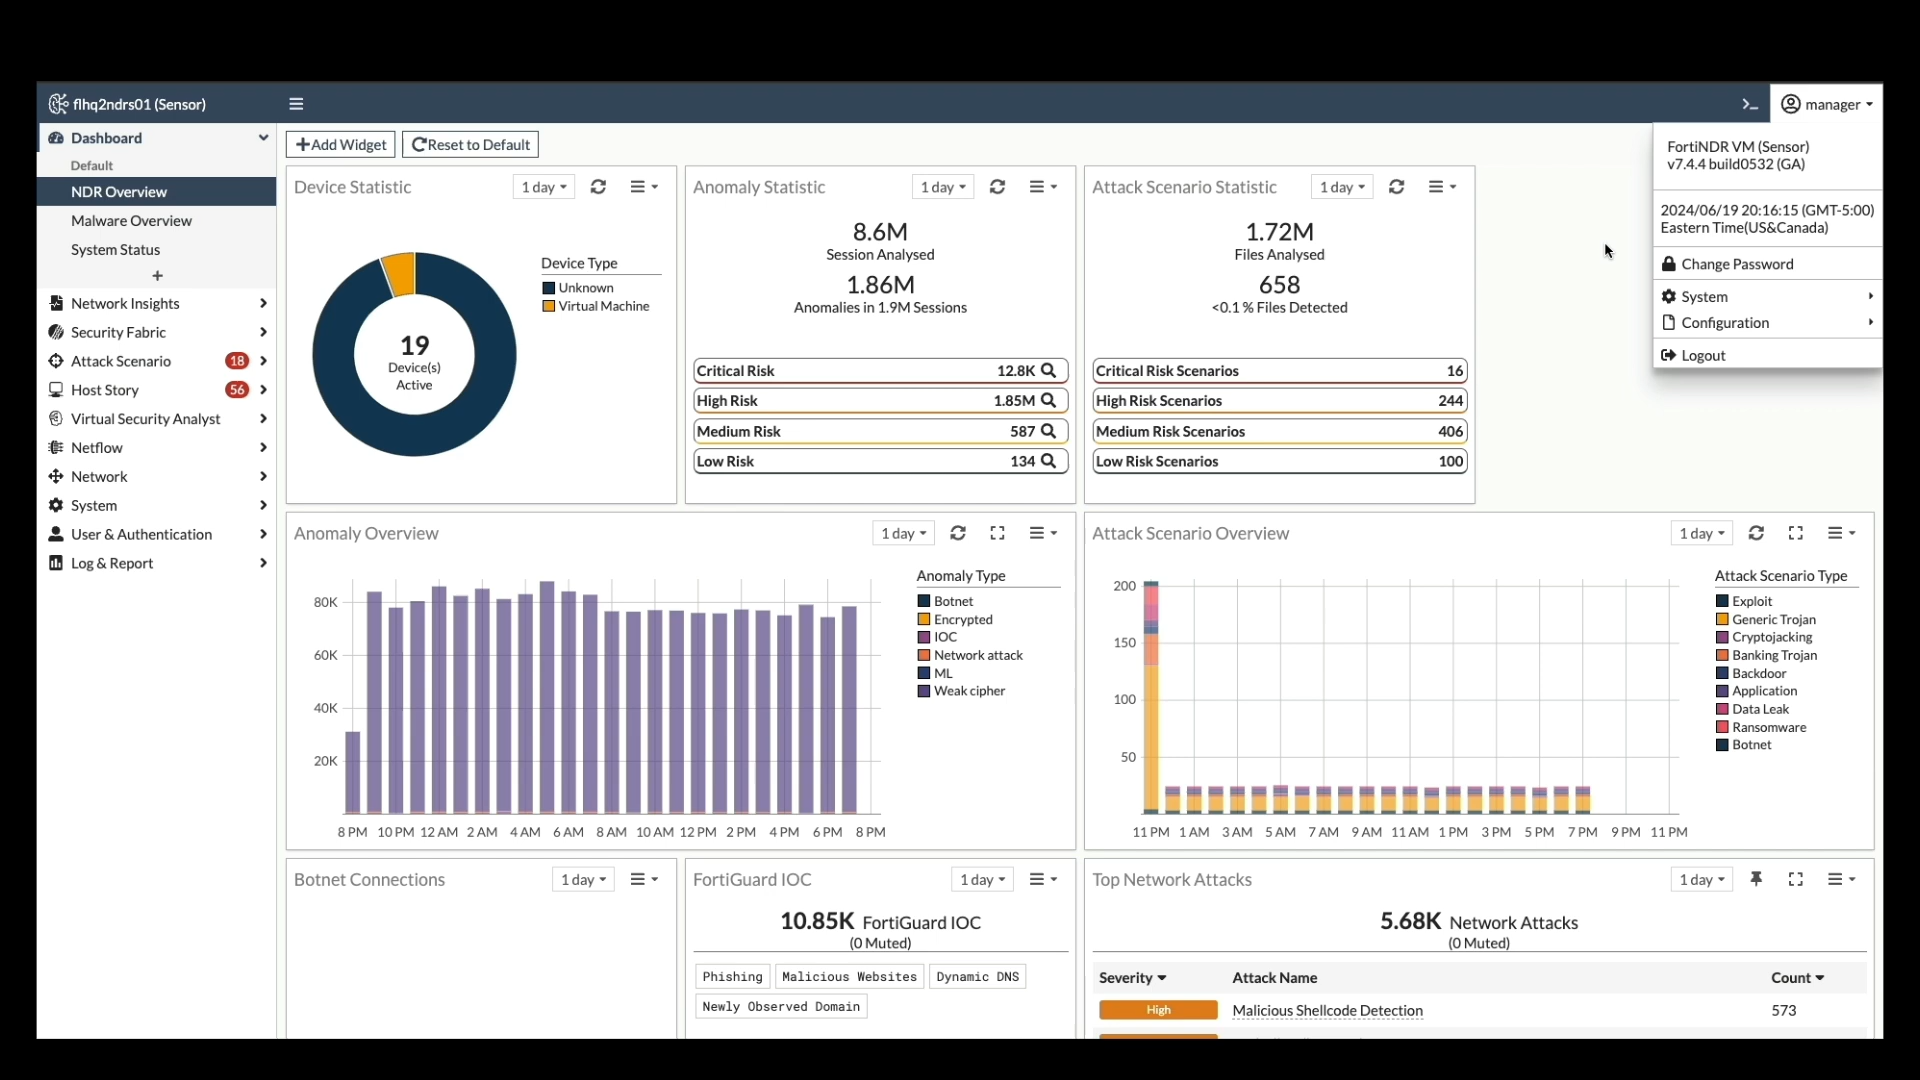 flhq2ndrs01 (Sensor)
manager
Dashboard
Default
NDR Overview
Malware Overview
System Status
+
Network Insights
Security Fabric
Attack Scenario 18
Host Story 56
Virtual Security Analyst
Netflow
Network
System
User & Authentication
Log & Report
+Add Widget
Reset to Default
FortiNDR VM (Sensor)
v7.4.4 build0532 (GA)
2024/06/19 20:16:15 (GMT-5:00)
Eastern Time(US&Canada)
Change Password
System
Configuration
Logout
Device Statistic
1 day
19
Device(s)
Active
Device Type
Unknown
Virtual Machine
Anomaly Statistic
1 day
8.6M
Session Analysed
1.86M
Anomalies in 1.9M Sessions
Critical Risk 12.8K
High Risk 1.85M
Medium Risk 587
Low Risk 134
Attack Scenario Statistic
1 day
1.72M
Files Analysed
658
<0.1 % Files Detected
Critical Risk Scenarios 16
High Risk Scenarios 244
Medium Risk Scenarios 406
Low Risk Scenarios 100
Anomaly Overview
1 day
80K
60K
40K
20K
8 PM 10 PM 12 AM 2 AM 4 AM 6 AM 8 AM 10 AM 12 PM 2 PM 4 PM 6 PM 8 PM
Anomaly Type
Botnet
Encrypted
IOC
Network attack
ML
Weak cipher
Attack Scenario Overview
1 day
200
150
100
50
11 PM 1 AM 3 AM 5 AM 7 AM 9 AM 11 AM 1 PM 3 PM 5 PM 7 PM 9 PM 11 PM
Attack Scenario Type
Exploit
Generic Trojan
Cryptojacking
Banking Trojan
Backdoor
Application
Data Leak
Ransomware
Botnet
Botnet Connections
1 day
FortiGuard IOC
1 day
10.85K FortiGuard IOC
(0 Muted)
Phishing Malicious Websites Dynamic DNS
Newly Observed Domain
Top Network Attacks
1 day
5.68K Network Attacks
(0 Muted)
Severity Attack Name Count
High Malicious Shellcode Detection 573